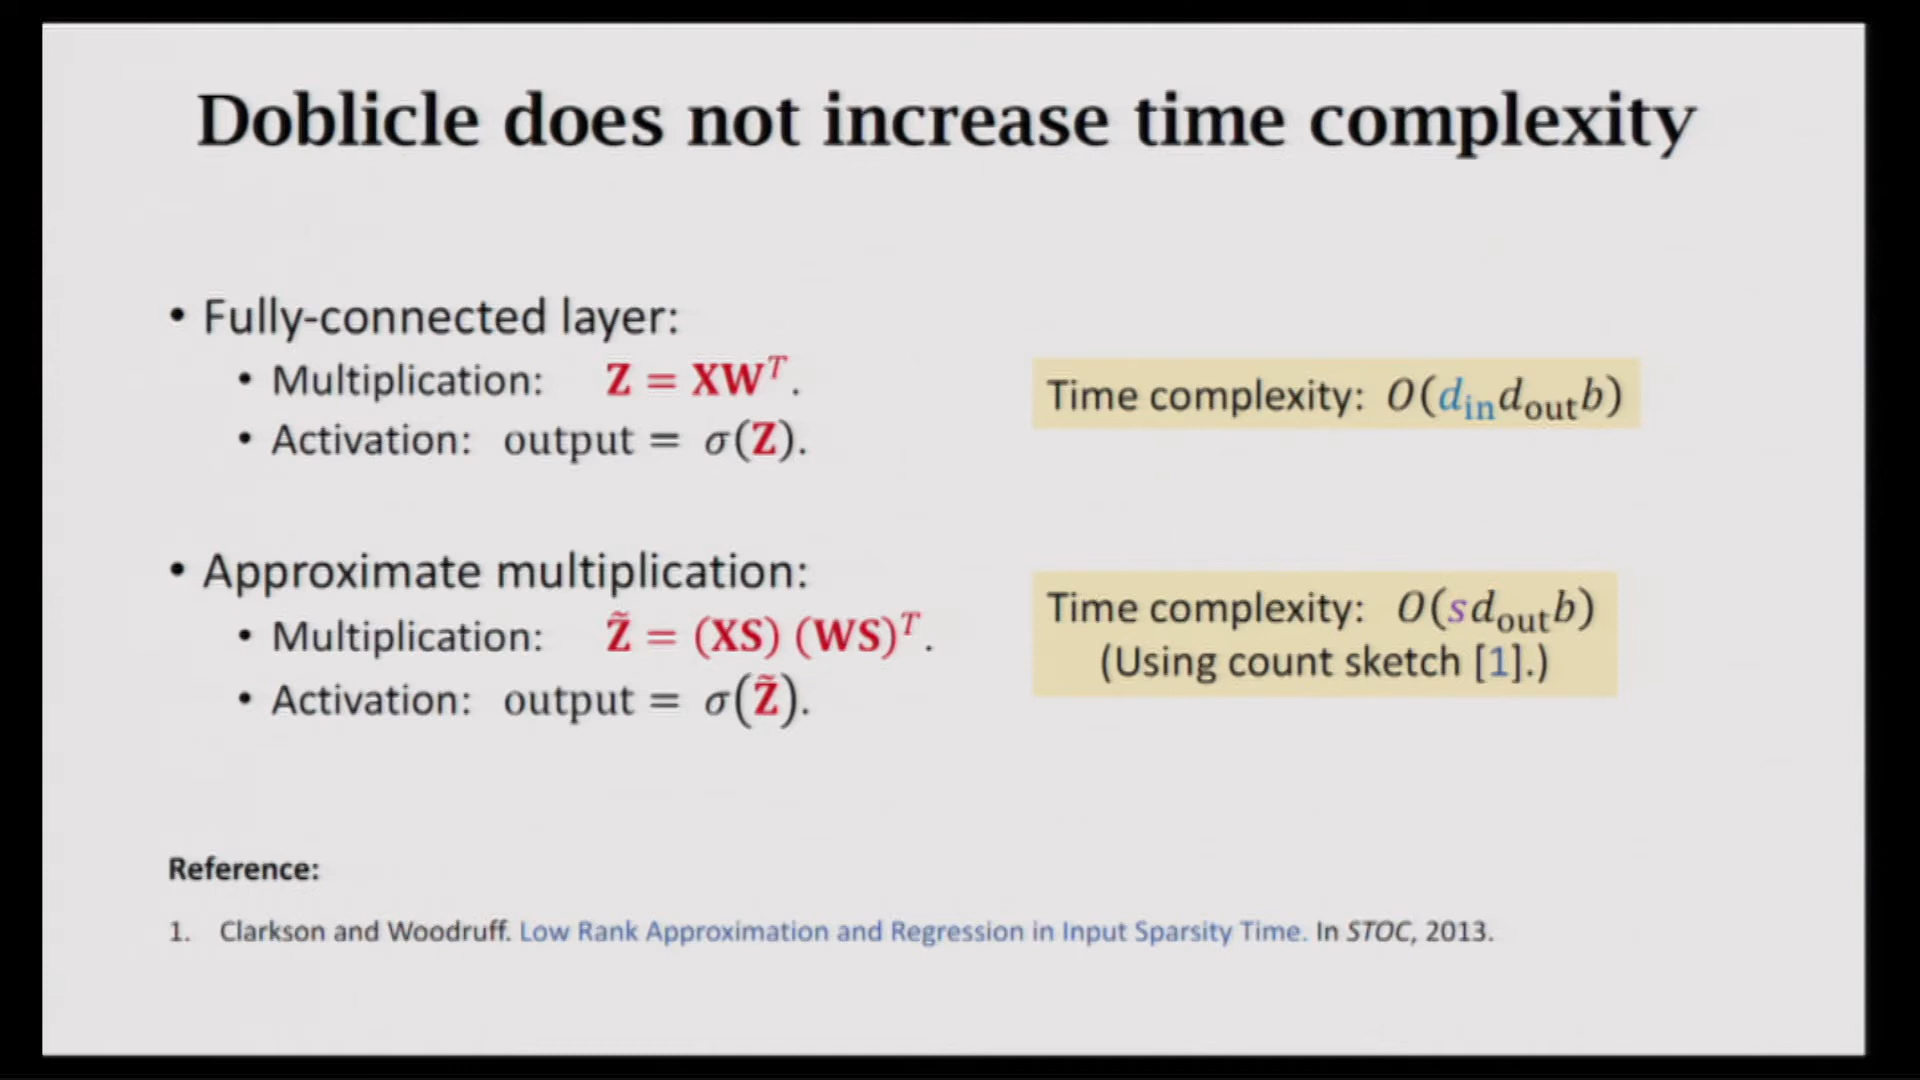 Doblicle does not increase time complexity
• Fully-connected layer:
• Multiplication: Z = XWᵀ.
Time complexity: O(d_in d_out b)
• Activation: output = σ(Z).
• Approximate multiplication:
• Multiplication: Z̃ = (XS) (WS)ᵀ.
Time complexity: O(s d_out b)
(Using count sketch [1].)
• Activation: output = σ(Z̃).
Reference:
1. Clarkson and Woodruff. Low Rank Approximation and Regression in Input Sparsity Time. In STOC, 2013.